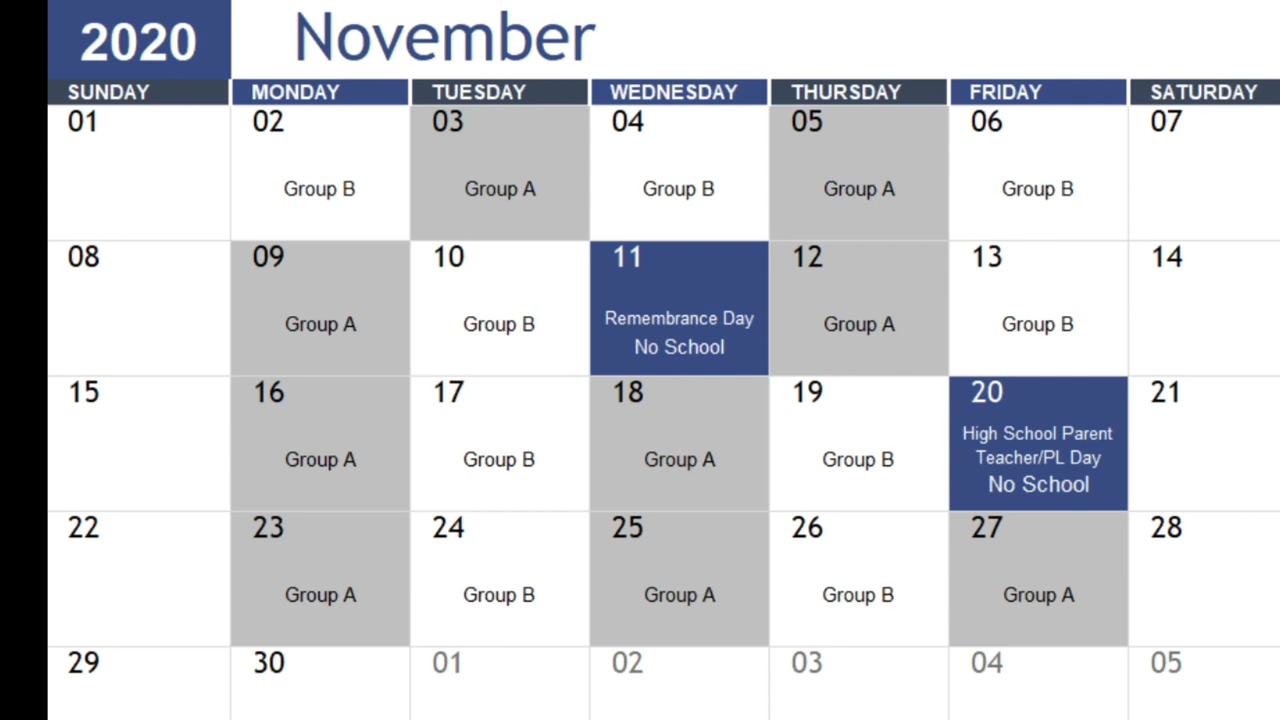 2020 November
SUNDAY MONDAY TUESDAY WEDNESDAY THURSDAY FRIDAY SATURDAY
01 02 03 04 05 06 07
Group B Group A Group B Group A Group B
08 09 10 11 12 13 14
Group A Group B Remembrance Day Group A Group B
No School
15 16 17 18 19 20 21
High School Parent
Teacher/PL Day
Group A Group B Group A Group B No School
22 23 24 25 26 27 28
Group A Group B Group A Group B Group A
29 30 01 02 03 04 05